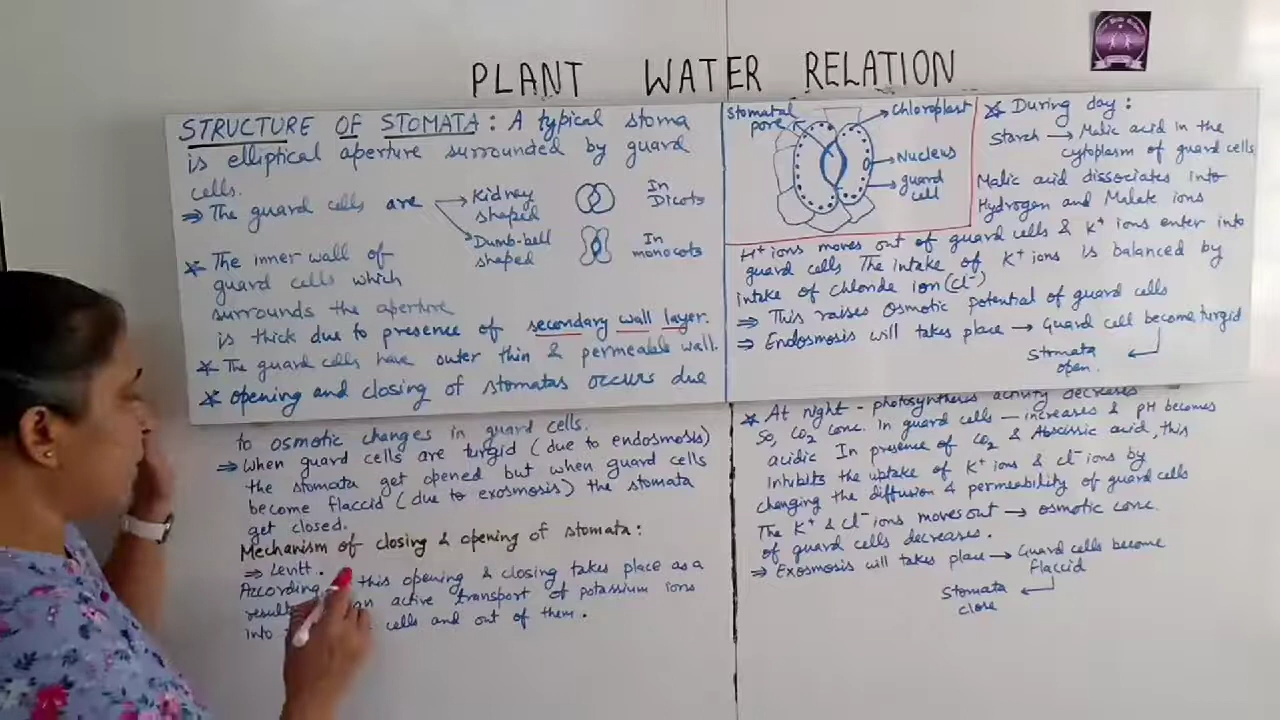 PLANT WATER RELATION
STRUCTURE OF STOMATA : A typical stoma
is elliptical aperture surrounded by guard
cells.
⇒ The guard cells are
Kidney shaped
In Dicots
Dumb-bell shaped
In monocots
* The inner wall of
guard cells which
surrounds the aperture
is thick due to presence of secondary wall layer.
* The guard cells have outer thin & permeable wall.
* opening and closing of stomatas occurs due
to osmotic changes in guard cells.
⇒ When guard cells are turgid (due to endosmosis)
the stomata get opened but when guard cells
become flaccid (due to exosmosis) the stomata
get closed.
Mechanism of closing & opening of stomata :
⇒ Levitt.
According this opening & closing takes place as a
result an active transport of potassium ions
into cells and out of them.
Stomatal pore
Chloroplast
Nucleus
guard cell
* During day :
Starch → Malic acid in the
cytoplasm of guard cells
Malic acid dissociates into
Hydrogen and Malate ions
H+ ions moves out of guard cells & K+ ions enter into
guard cells The intake of K+ ions is balanced by
intake of chloride ion (Cl-)
⇒ This raises Osmotic potential of guard cells
⇒ Endosmosis will takes place → Guard cell become turgid
Stomata
open.
* At night - photosynthesis activity decreases
So, CO2 conc. In guard cells — increases & pH becomes
acidic In presence of CO2 & Abscissic acid, this
Inhibits the uptake of K+ ions & Cl- ions by
changing the diffusion & permeability of guard cells
The K+ & Cl- ions moves out → osmotic conc.
of guard cells decreases.
⇒ Exosmosis will takes place → Guard cells become
flaccid
Stomata
close